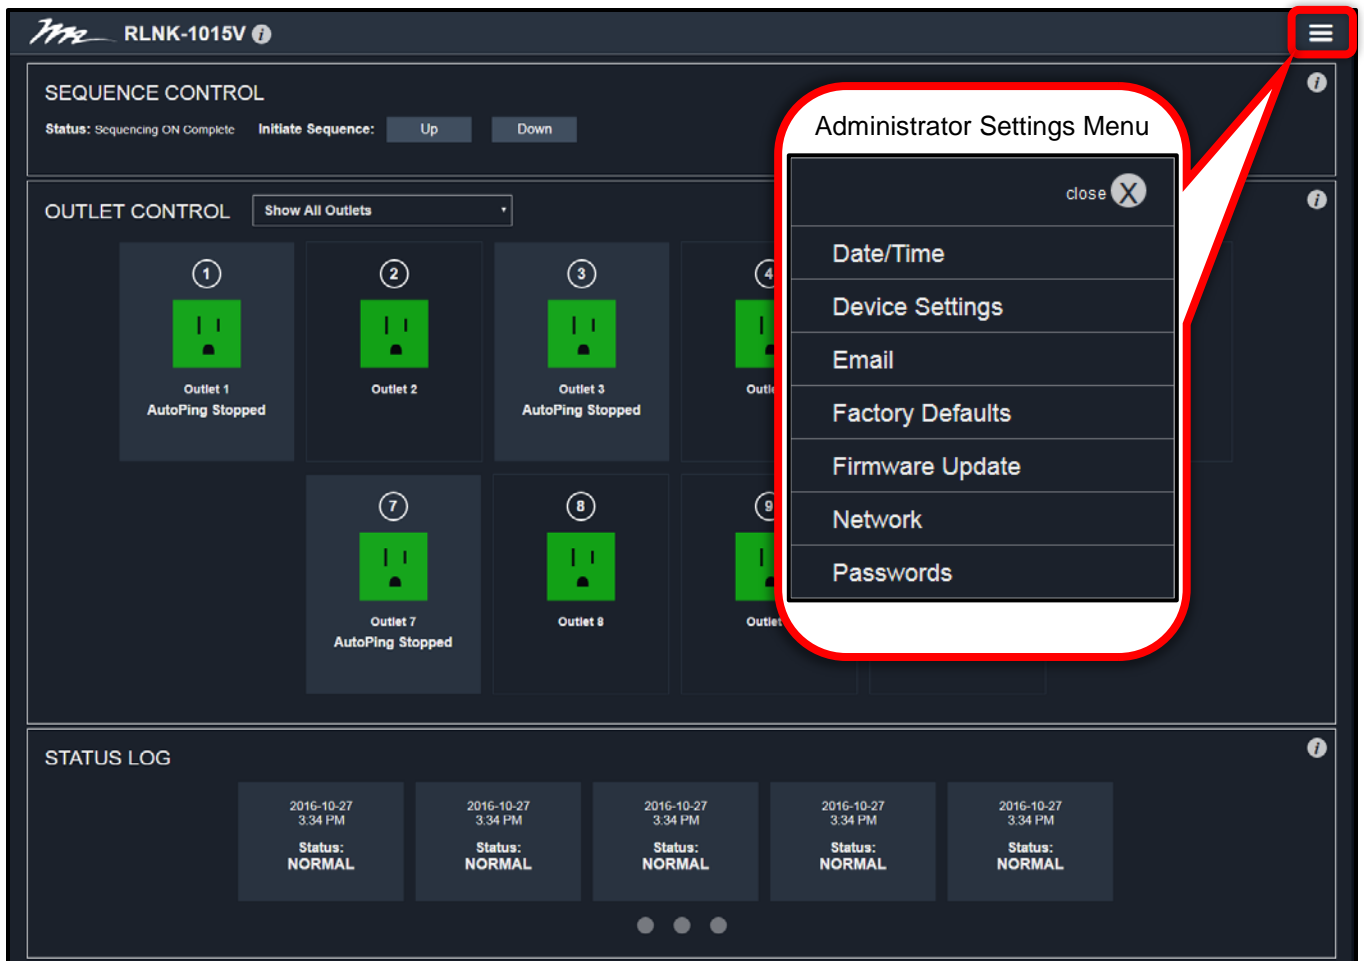 RLNK-1015V i
SEQUENCE CONTROL
i
Status: Sequencing ON Complete Initiate Sequence: Up Down
Administrator Settings Menu
close X
Date/Time
Device Settings
Email
Factory Defaults
Firmware Update
Network
Passwords
OUTLET CONTROL Show All Outlets
i
1
Outlet 1
AutoPing Stopped
2
Outlet 2
3
Outlet 3
AutoPing Stopped
4
7
Outlet 7
AutoPing Stopped
8
Outlet 8
9
Outlet
STATUS LOG
i
2016-10-27
3:34 PM
Status:
NORMAL
2016-10-27
3:34 PM
Status:
NORMAL
2016-10-27
3:34 PM
Status:
NORMAL
2016-10-27
3:34 PM
Status:
NORMAL
2016-10-27
3:34 PM
Status:
NORMAL